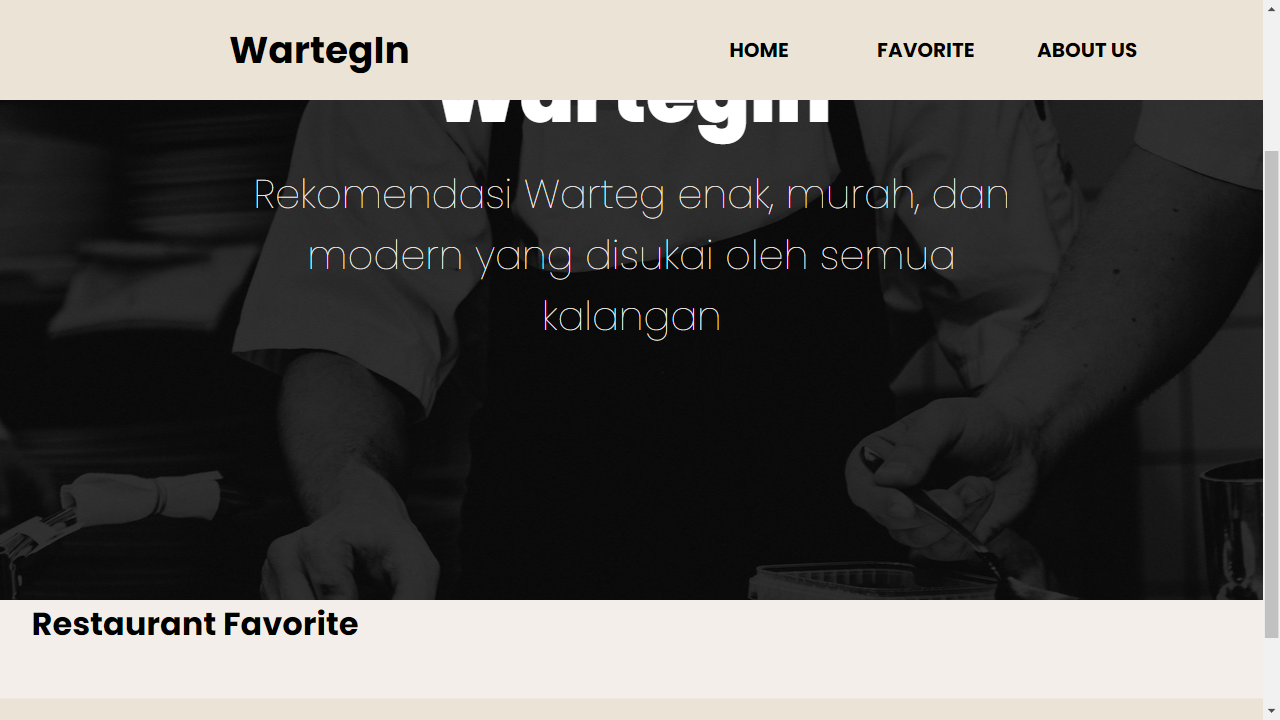 WartegIn
HOME FAVORITE ABOUT US
WartegIn
Rekomendasi Warteg enak, murah, dan
modern yang disukai oleh semua
kalangan
Restaurant Favorite